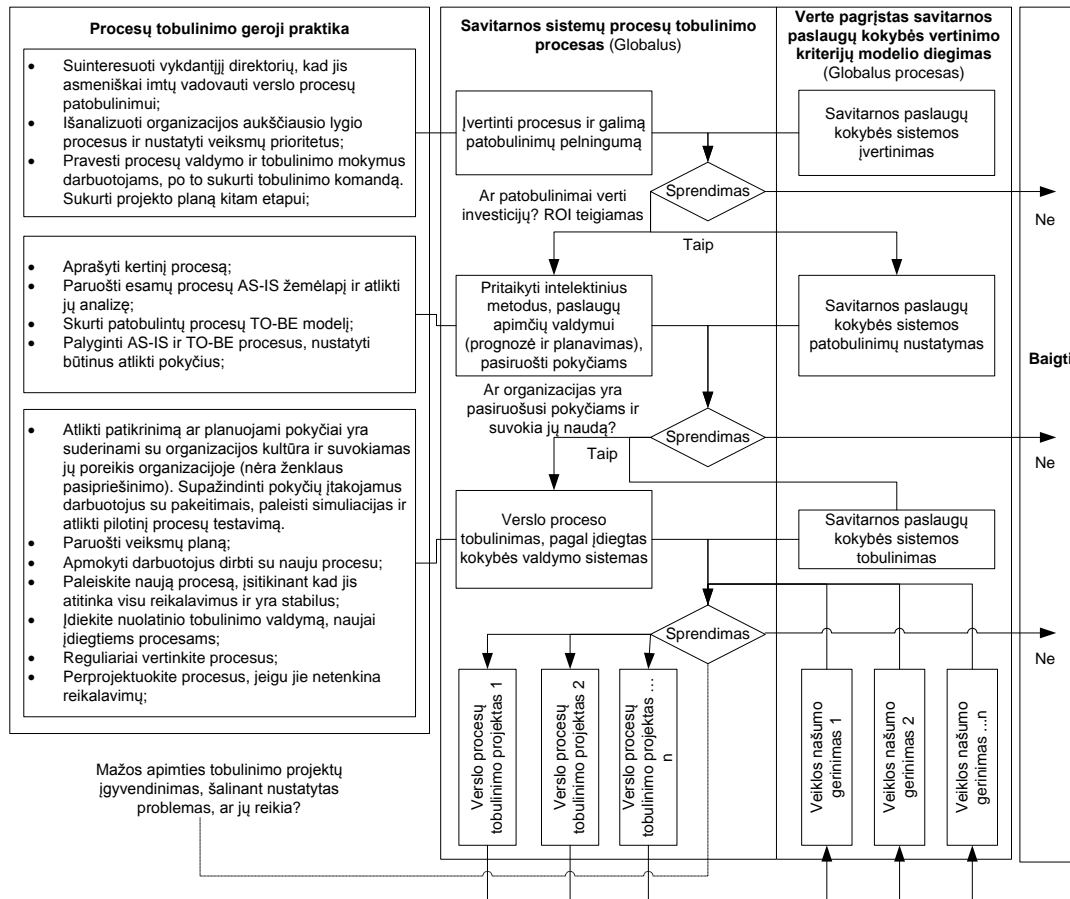 Procesų tobulinimo geroji praktika
• Suinteresuoti vykdantįjį direktorių, kad jis
asmeniškai imtų vadovauti verslo procesų
patobulinimui;
• Išanalizuoti organizacijos aukščiausio lygio
procesus ir nustatyti veiksmų prioritetus;
• Pravesti procesų valdymo ir tobulinimo mokymus
darbuotojams, po to sukurti tobulinimo komandą.
Sukurti projekto planą kitam etapui;
• Aprašyti kertinį procesą;
• Paruošti esamų procesų AS-IS žemėlapį ir atlikti
jų analizę;
• Skurti patobulintų procesų TO-BE modelį;
• Palyginti AS-IS ir TO-BE procesus, nustatyti
būtinus atlikti pokyčius;
• Atlikti patikrinimą ar planuojami pokyčiai yra
suderinami su organizacijos kultūra ir suvokiamas
jų poreikis organizacijoje (nėra ženklaus
pasipriešinimo). Supažindinti pokyčių įtakojamus
darbuotojus su pakeitimais, paleisti simuliacijas ir
atlikti pilotinį procesų testavimą.
• Paruošti veiksmų planą;
• Apmokyti darbuotojus dirbti su nauju procesu;
• Paleiskite naują procesą, įsitikinant kad jis
atitinka visu reikalavimus ir yra stabilus;
• Įdiekite nuolatinio tobulinimo valdymą, naujai
įdiegtiems procesams;
• Reguliariai vertinkite procesus;
• Perprojektuokite procesus, jeigu jie netenkina
reikalavimų;
Mažos apimties tobulinimo projektų
įgyvendinimas, šalinant nustatytas
problemas, ar jų reikia?
Savitarnos sistemų procesų tobulinimo
procesas (Globalus)
Įvertinti procesus ir galimą
patobulinimų pelningumą
Ar patobulinimai verti
investicijų? ROI teigiamas
Sprendimas
Taip
Ne
Pritaikyti intelektinius
metodus, paslaugų
apimčių valdymui
(prognozė ir planavimas),
pasiruošti pokyčiams
Ar organizacijas yra
pasiruošusi pokyčiams ir
suvokia jų naudą?
Sprendimas
Taip
Ne
Verslo proceso
tobulinimas, pagal įdiegtas
kokybės valdymo sistemas
Sprendimas
Ne
Verslo procesų
tobulinimo projektas 1
Verslo procesų
tobulinimo projektas 2
Verslo procesų
tobulinimo projektas …
n
Verte pagrįstas savitarnos
paslaugų kokybės vertinimo
kriterijų modelio diegimas
(Globalus procesas)
Savitarnos paslaugų
kokybės sistemos
įvertinimas
Savitarnos paslaugų
kokybės sistemos
patobulinimų nustatymas
Savitarnos paslaugų
kokybės sistemos
tobulinimas
Veiklos našumo
gerinimas 1
Veiklos našumo
gerinimas 2
Veiklos našumo
gerinimas ...n
Baigti